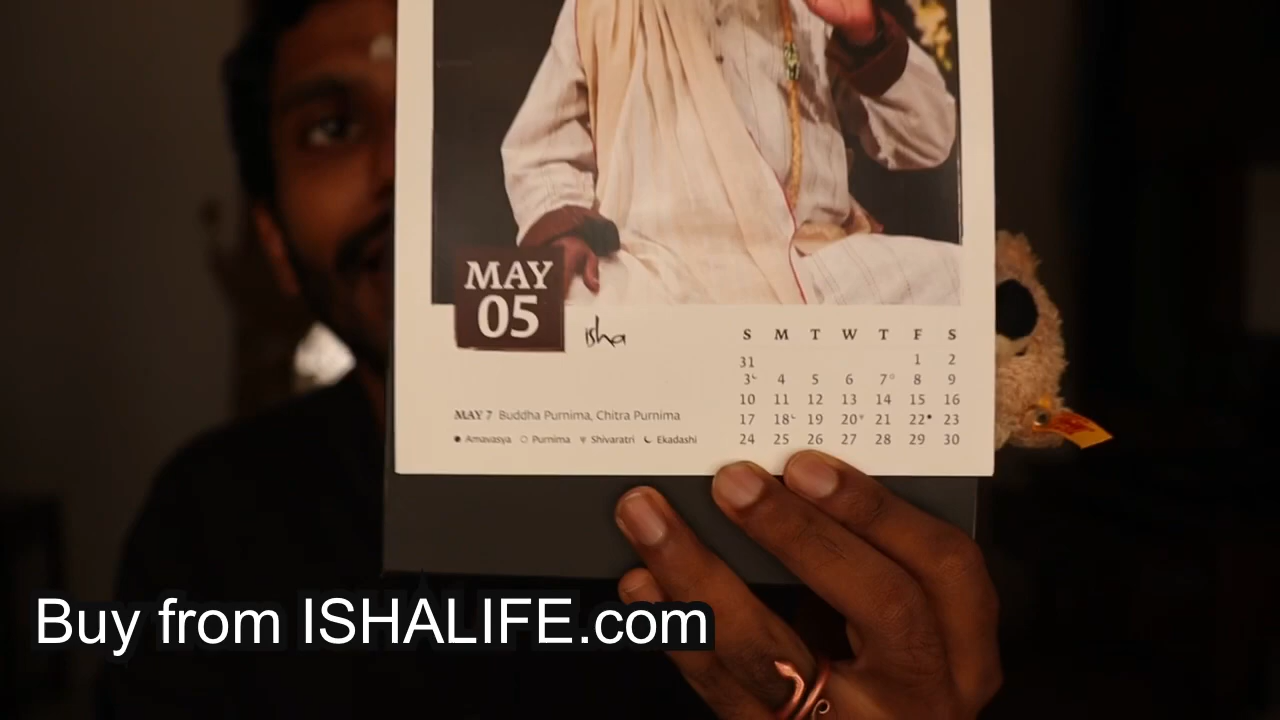 MAY
05
isha
S M T W T F S
31 1 2
3 4 5 6 7 8 9
10 11 12 13 14 15 16
17 18 19 20 21 22 23
24 25 26 27 28 29 30
MAY 7 Buddha Purnima, Chitra Purnima
● Amavasya ○ Purnima ▼ Shivaratri ☾ Ekadashi
Buy from ISHALIFE.com